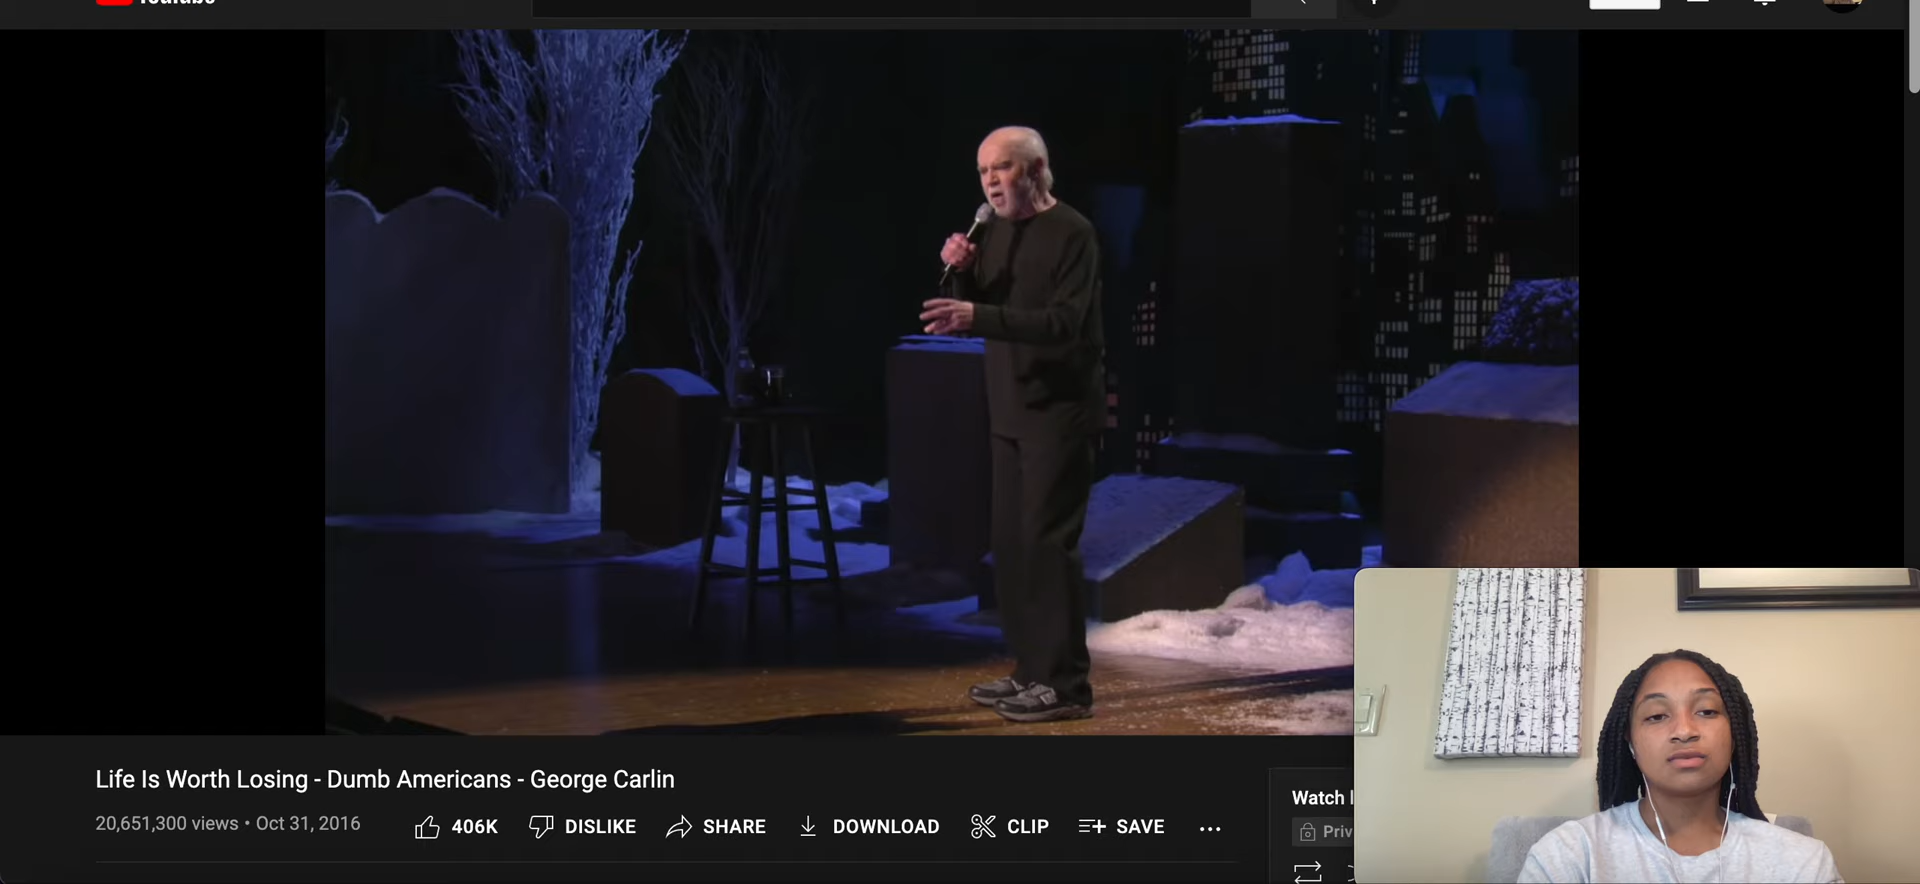 Life Is Worth Losing - Dumb Americans - George Carlin
20,651,300 views • Oct 31, 2016
406K
DISLIKE
SHARE
DOWNLOAD
CLIP
SAVE
Watch